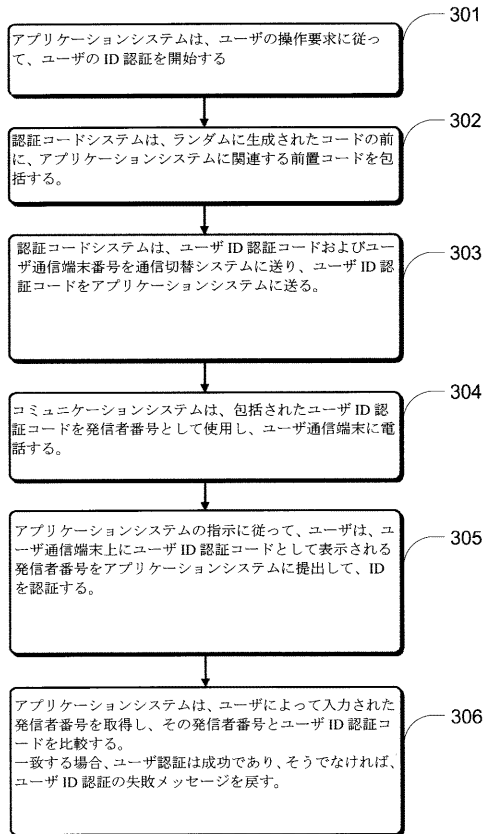 301
アプリケーションシステムは、ユーザの操作要求に従っ
て、ユーザの ID 認証を開始する
302
認証コードシステムは、ランダムに生成されたコードの前
に、アプリケーションシステムに関連する前置コードを包
括する。
303
認証コードシステムは、ユーザ ID 認証コードおよびユー
ザ通信端末番号を通信切替システムに送り、ユーザ ID 認
証コードをアプリケーションシステムに送る。
304
コミュニケーションシステムは、包括されたユーザ ID 認
証コードを発信者番号として使用し、ユーザ通信端末に電
話する。
305
アプリケーションシステムの指示に従って、ユーザは、ユ
ーザ通信端末上にユーザ ID 認証コードとして表示される
発信者番号をアプリケーションシステムに提出して、ID
を認証する。
306
アプリケーションシステムは、ユーザによって入力された
発信者番号を取得し、その発信者番号とユーザ ID 認証コ
ードを比較する。
一致する場合、ユーザ認証は成功であり、そうでなければ、
ユーザ ID 認証の失敗メッセージを戻す。